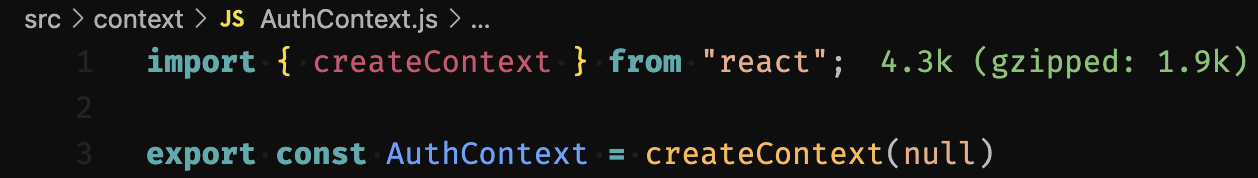 src > context > JS AuthContext.js > ...
1 import { createContext } from "react"; 4.3k (gzipped: 1.9k)
2
3 export const AuthContext = createContext(null)